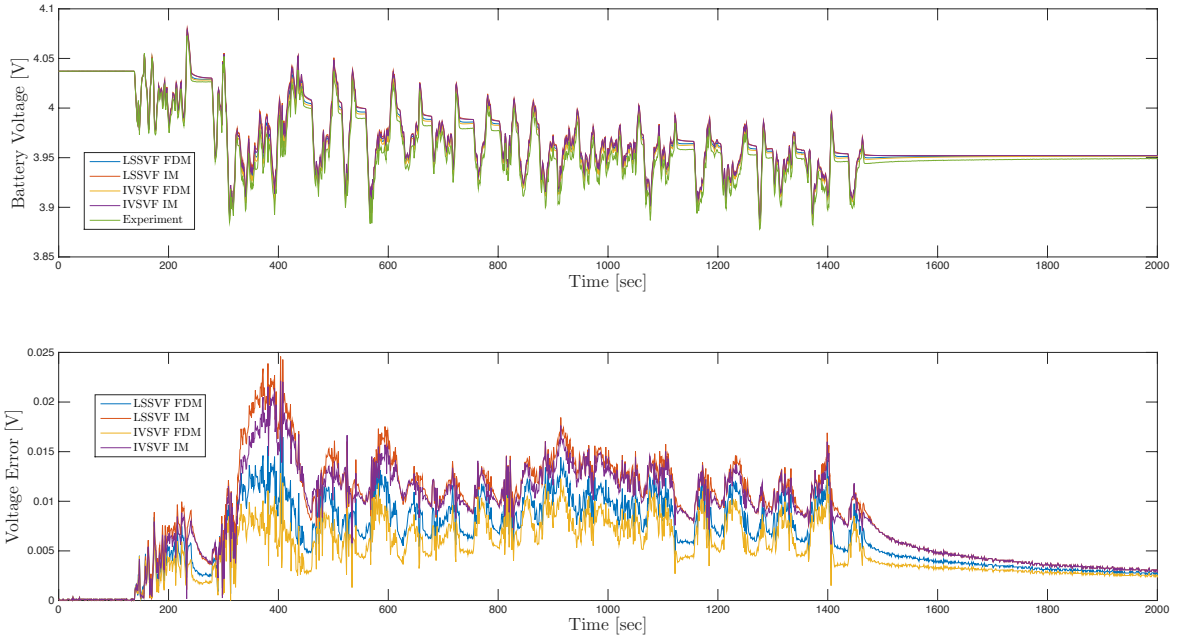 4.1
4.05
4
3.95
3.9
3.85
Battery Voltage [V]
LSSVF FDM
LSSVF IM
IVSVF FDM
IVSVF IM
Experiment
0 200 400 600 800 1000 1200 1400 1600 1800 2000
Time [sec]
0.025
0.02
0.015
0.01
0.005
0
Voltage Error [V]
LSSVF FDM
LSSVF IM
IVSVF FDM
IVSVF IM
0 200 400 600 800 1000 1200 1400 1600 1800 2000
Time [sec]